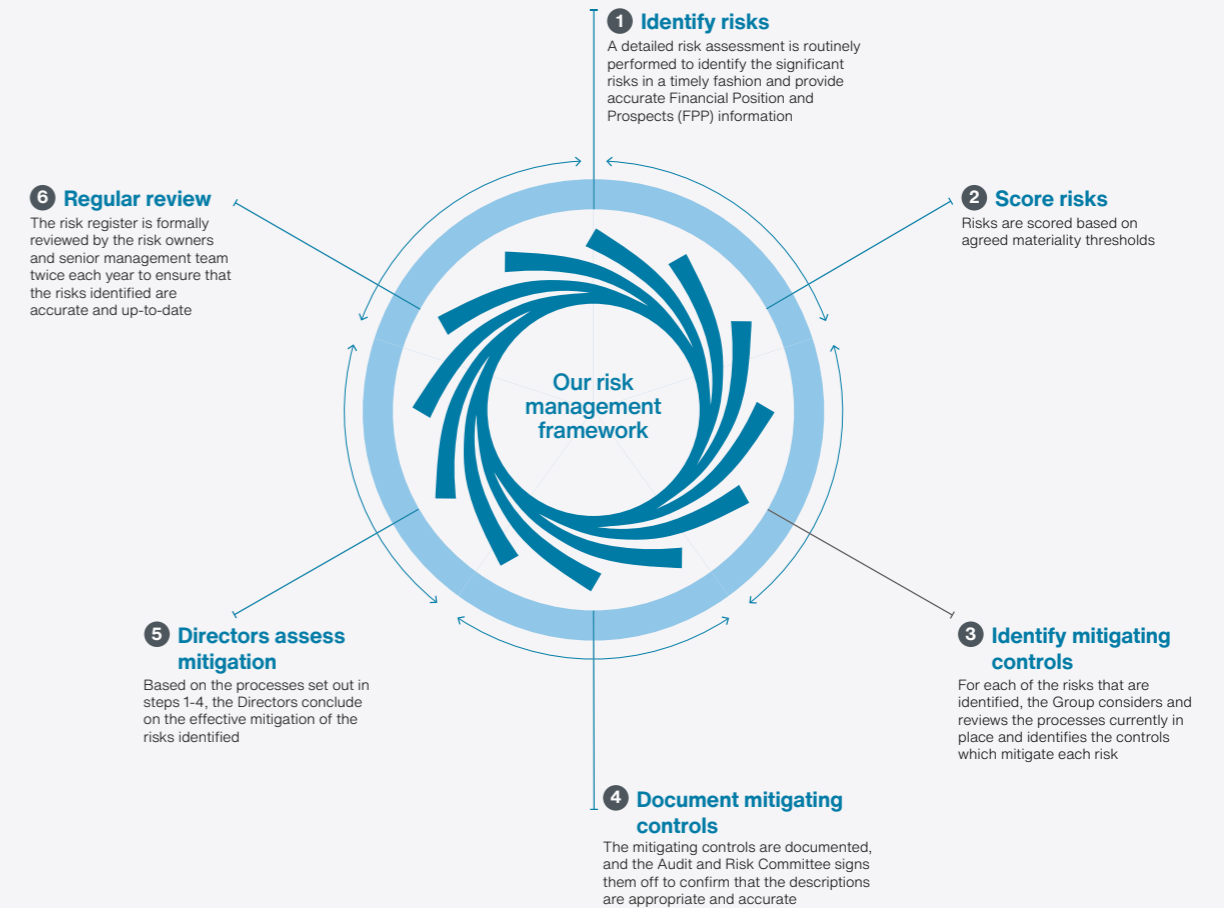 1 Identify risks
A detailed risk assessment is routinely
performed to identify the significant
risks in a timely fashion and provide
accurate Financial Position and
Prospects (FPP) information
2 Score risks
Risks are scored based on
agreed materiality thresholds
3 Identify mitigating
controls
For each of the risks that are
identified, the Group considers and
reviews the processes currently in
place and identifies the controls
which mitigate each risk
4 Document mitigating
controls
The mitigating controls are documented,
and the Audit and Risk Committee signs
them off to confirm that the descriptions
are appropriate and accurate
5 Directors assess
mitigation
Based on the processes set out in
steps 1-4, the Directors conclude
on the effective mitigation of the
risks identified
6 Regular review
The risk register is formally
reviewed by the risk owners
and senior management team
twice each year to ensure that
the risks identified are
accurate and up-to-date
Our risk
management
framework